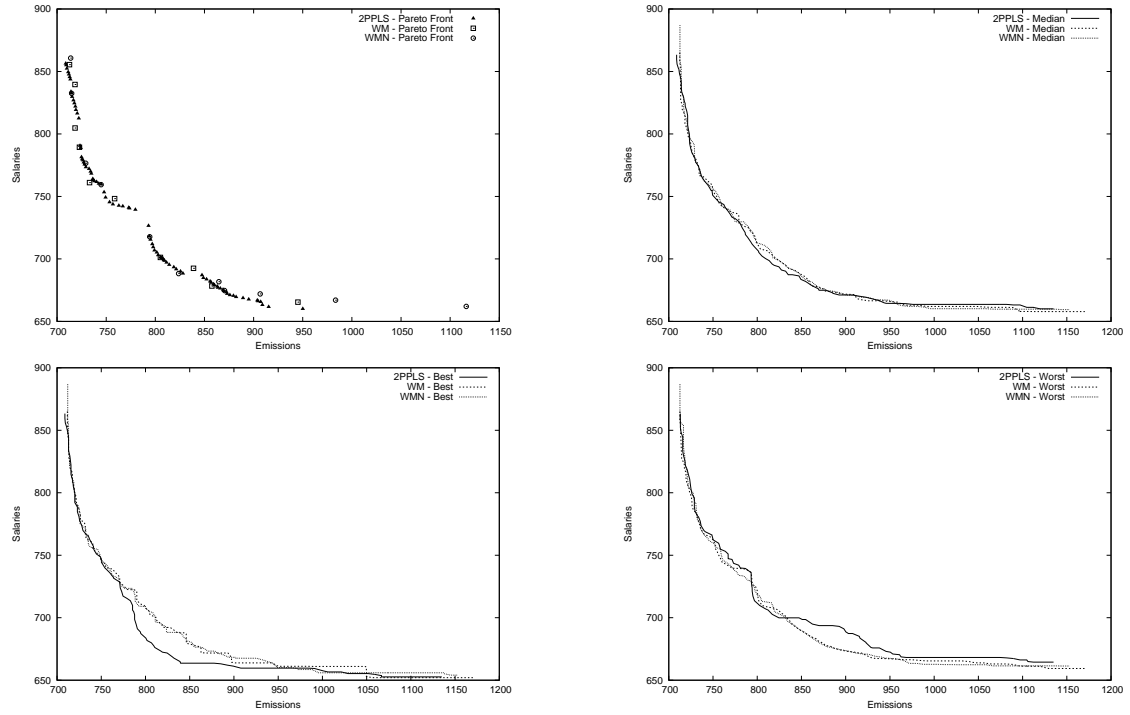 900
850
800
750
700
650
700 750 800 850 900 950 1000 1050 1100 1150
Salaries
Emissions
2PPLS - Pareto Front
WM - Pareto Front
WMN - Pareto Front
900
850
800
750
700
650
700 750 800 850 900 950 1000 1050 1100 1150 1200
Salaries
Emissions
2PPLS - Median
WM - Median
WMN - Median
900
850
800
750
700
650
700 750 800 850 900 950 1000 1050 1100 1150 1200
Salaries
Emissions
2PPLS - Best
WM - Best
WMN - Best
900
850
800
750
700
650
700 750 800 850 900 950 1000 1050 1100 1150 1200
Salaries
Emissions
2PPLS - Worst
WM - Worst
WMN - Worst